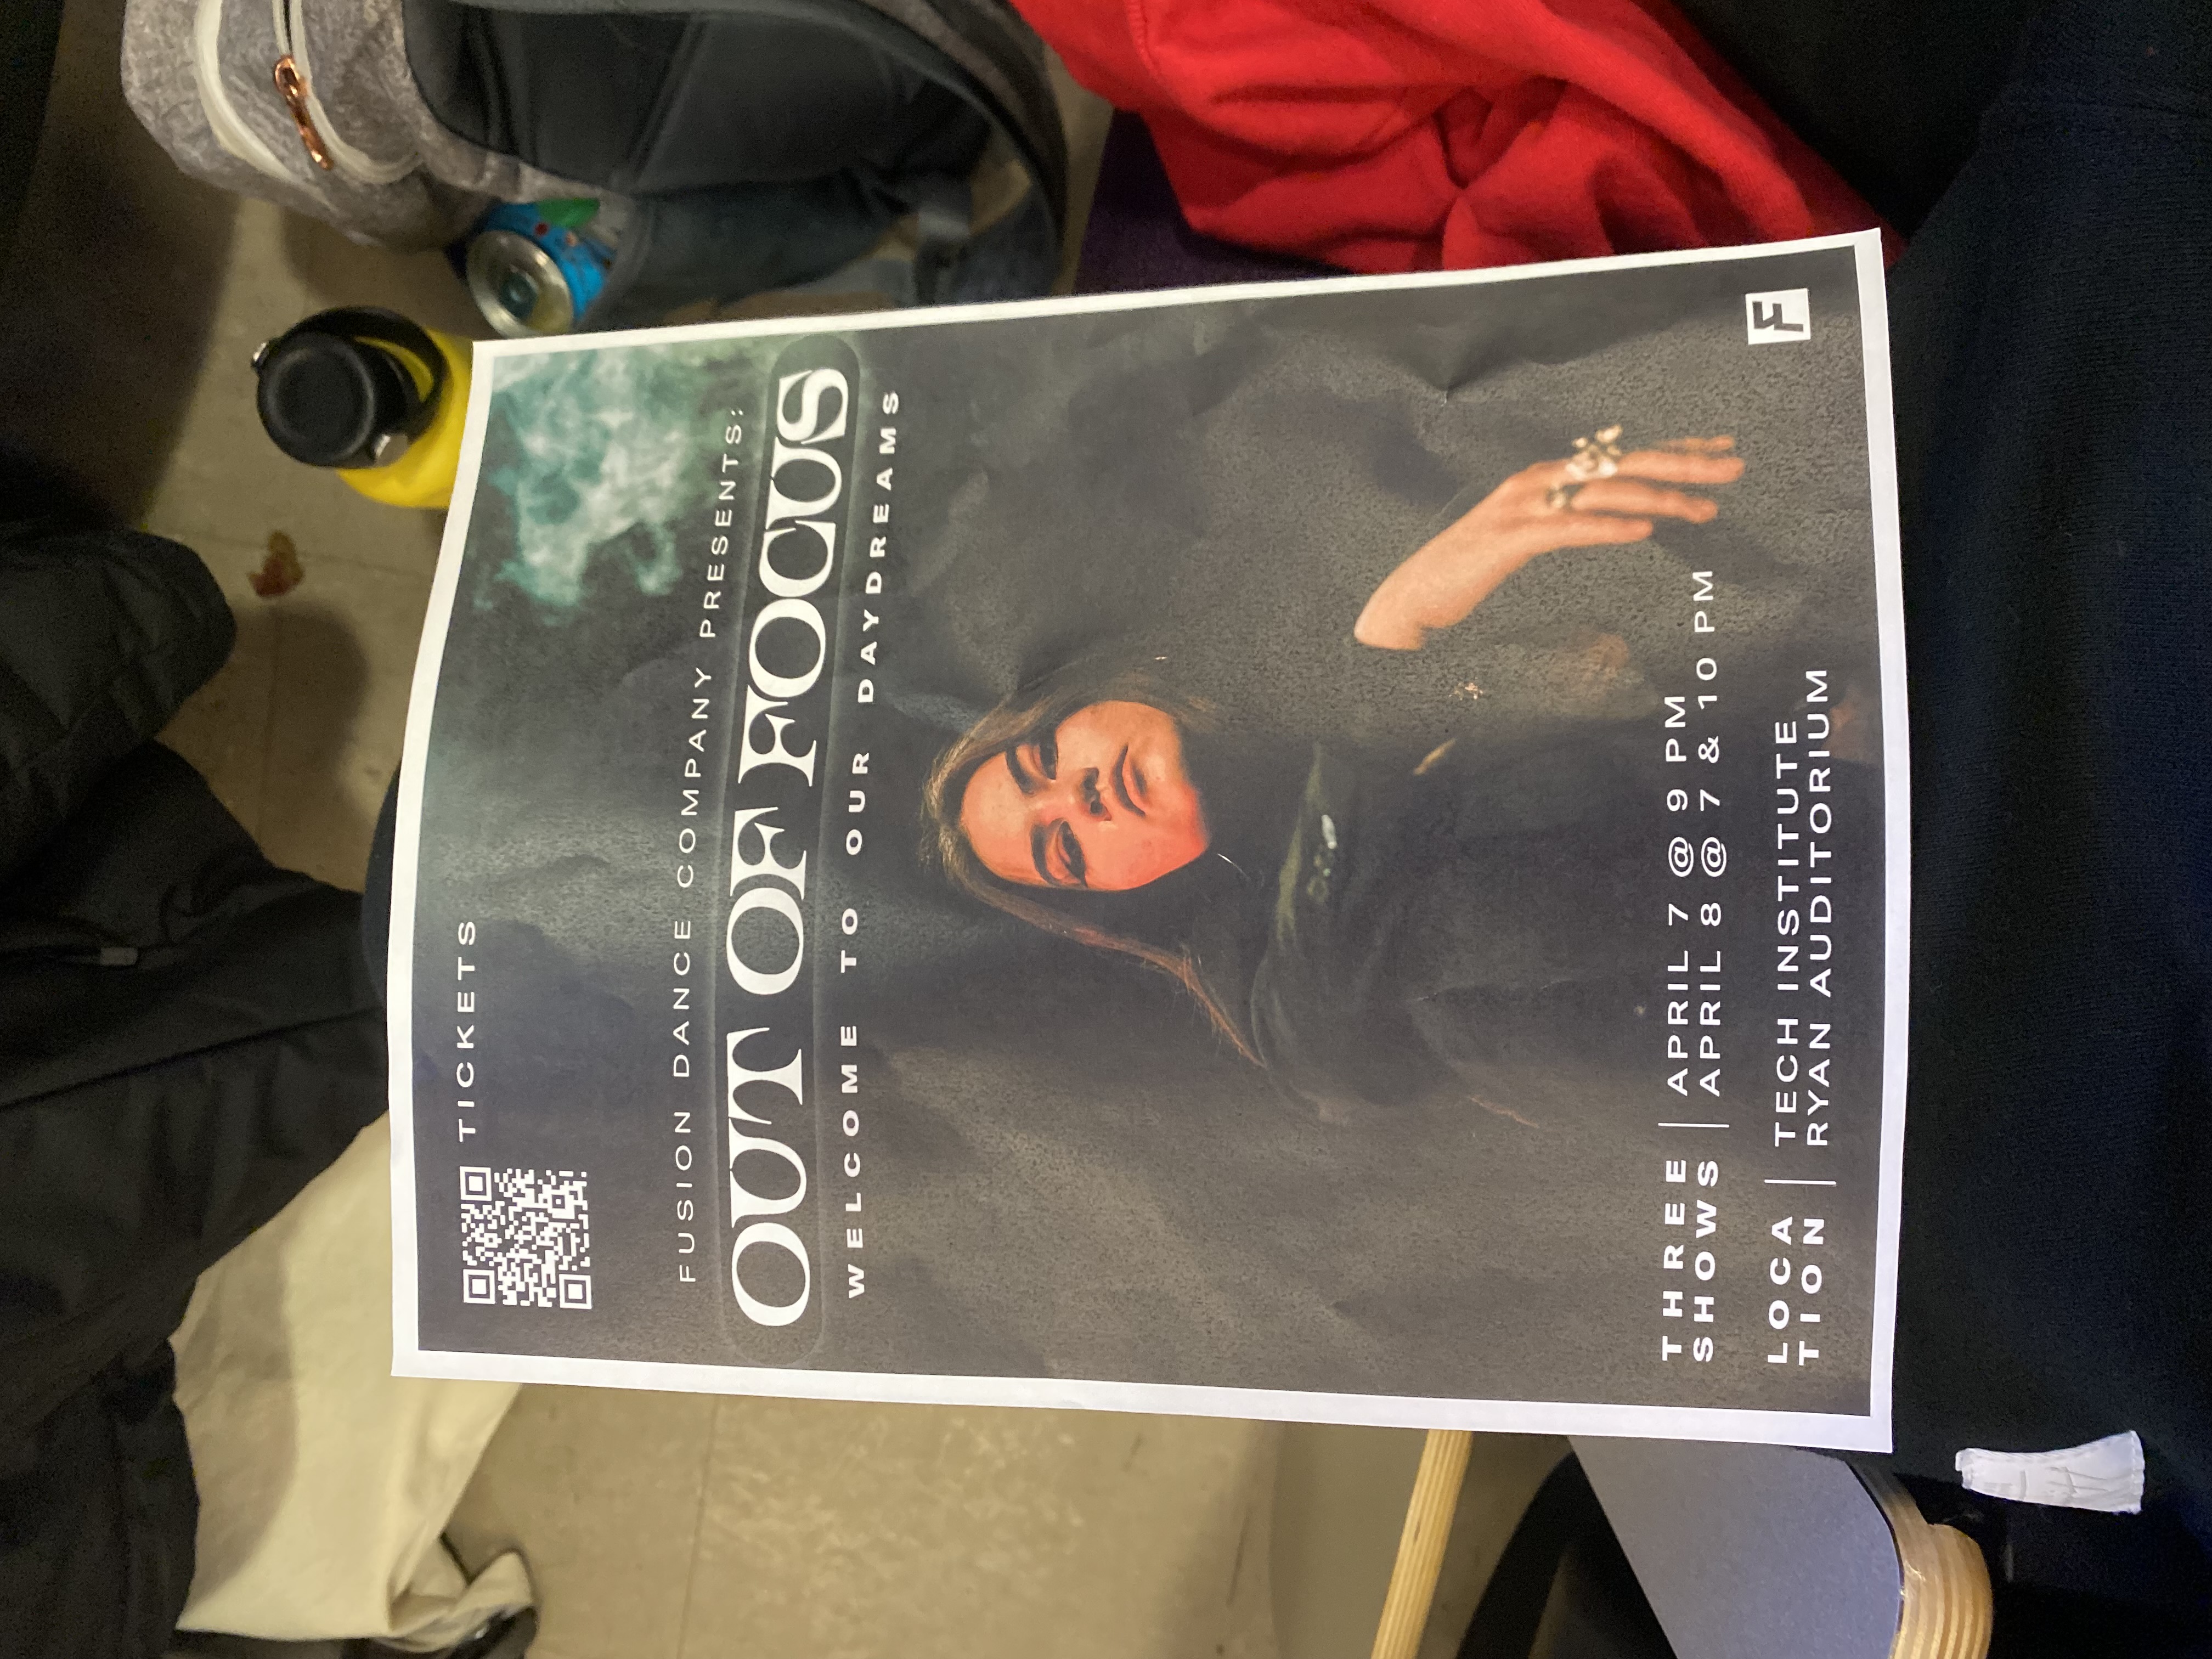 TICKETS
FUSION DANCE COMPANY PRESENTS:
OUT OF FOCUS
WELCOME TO OUR DAYDREAMS
THREE
SHOWS
APRIL 7 @ 9 PM
APRIL 8 @ 7 & 10 PM
LOCA
TION
TECH INSTITUTE
RYAN AUDITORIUM
F